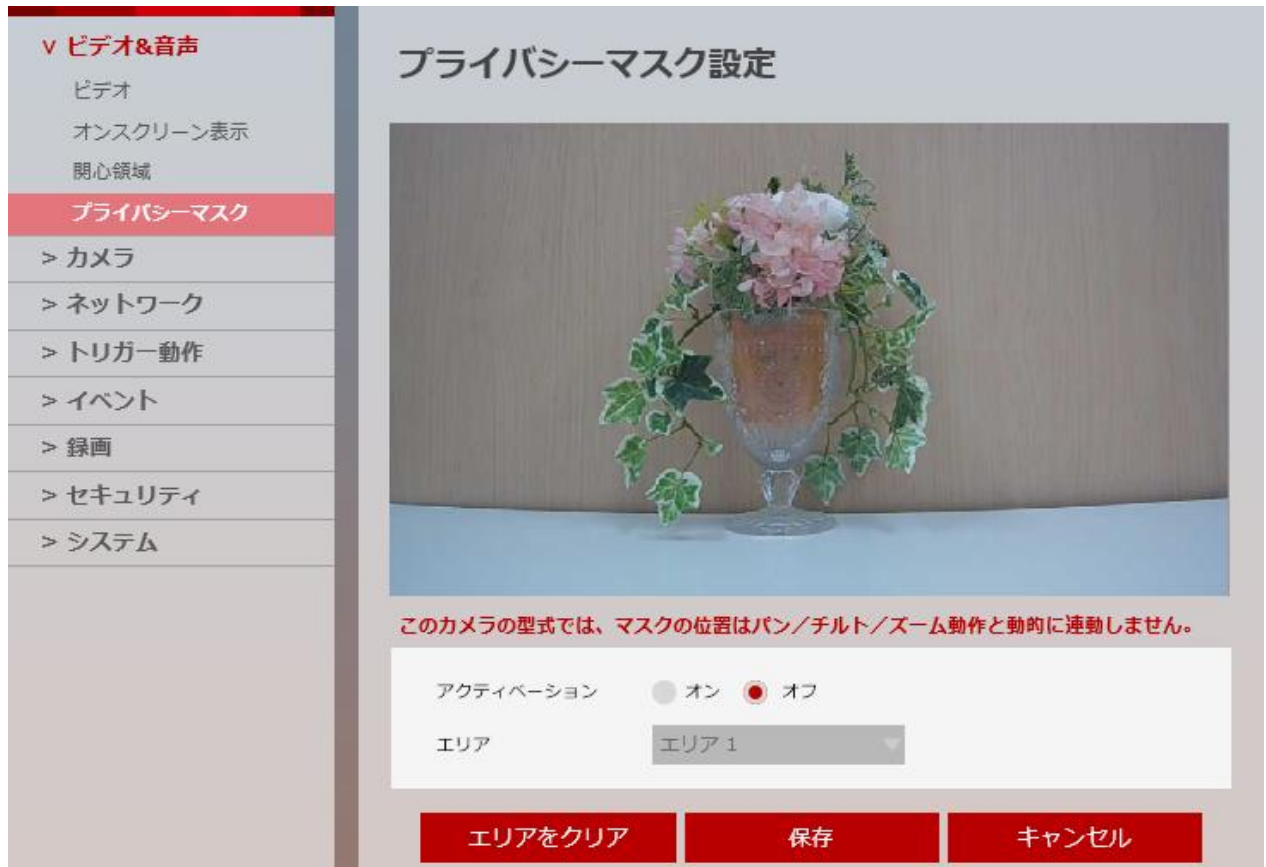 ∨ ビデオ&音声
ビデオ
オンスクリーン表示
関心領域
プライバシーマスク
> カメラ
> ネットワーク
> トリガー動作
> イベント
> 録画
> セキュリティ
> システム
プライバシーマスク設定
このカメラの型式では、マスクの位置はパン／チルト／ズーム動作と動的に連動しません。
アクティベーション オン オフ
エリア エリア 1
エリアをクリア 保存 キャンセル